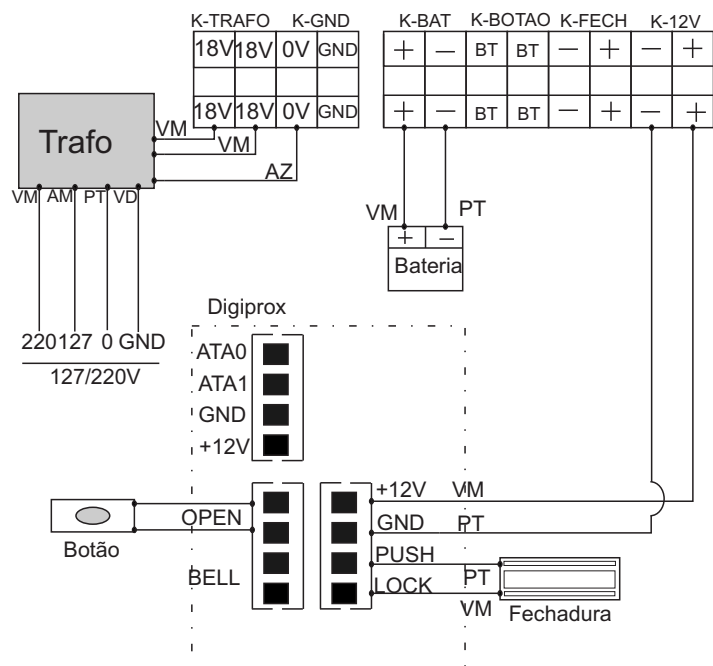 K-TRAFO K-GND K-BAT K-BOTAO K-FECH K-12V
18V 18V 0V GND + − BT BT − + − +
18V 18V 0V GND + − BT BT − + − +
Trafo
VM
VM
AZ
VM AM PT VD
VM PT
+ −
Bateria
220 127 0 GND
127/220V
Digiprox
ATA0
ATA1
GND
+12V
+12V VM
OPEN GND PT
Botão
PUSH
BELL LOCK PT
VM Fechadura